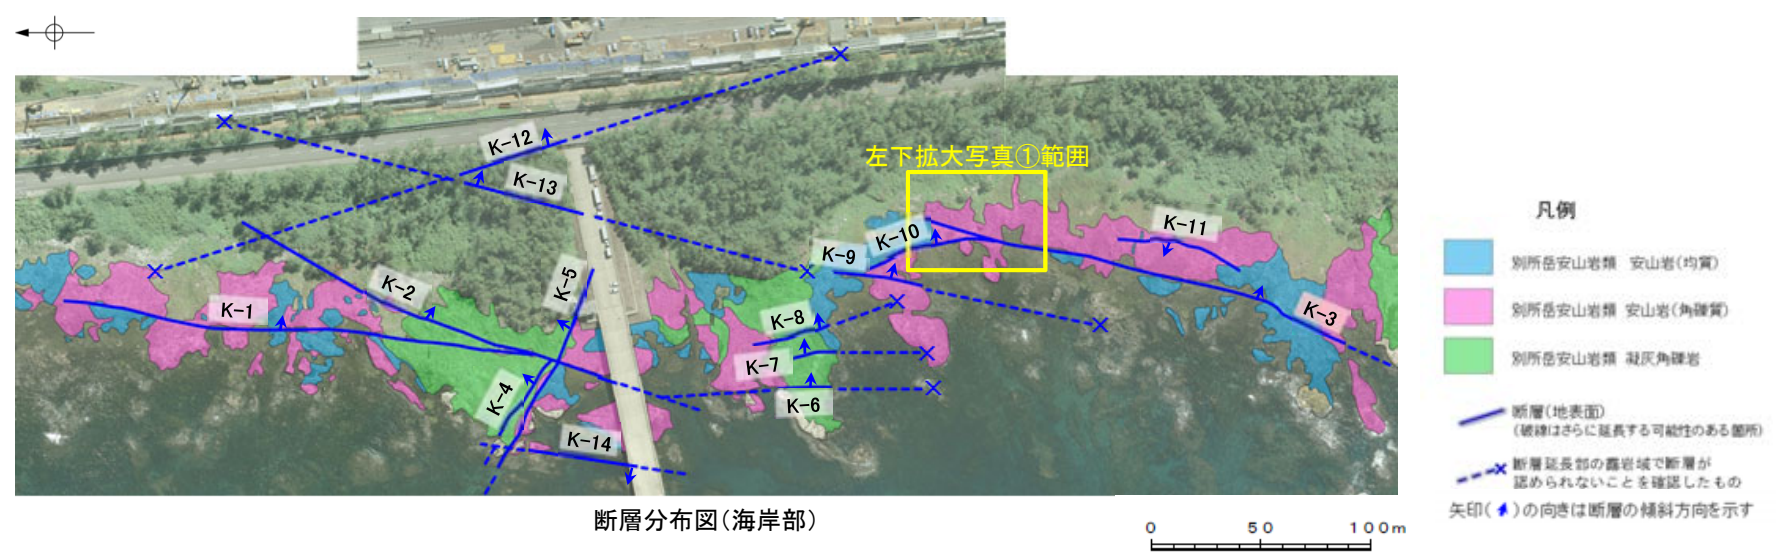 K-12
K-13
左下拡大写真①範囲
K-11
K-10
K-9
K-5
K-2
K-1
K-8
K-3
K-7
K-4
K-6
K-14
断層分布図(海岸部)
0 50 100m
凡例
別所岳安山岩類 安山岩(均質)
別所岳安山岩類 安山岩(角礫質)
別所岳安山岩類 凝灰角礫岩
断層(地表面)
(破線はさらに延長する可能性のある箇所)
断層延長部の露岩域で断層が
認められないことを確認したもの
矢印( )の向きは断層の傾斜方向を示す